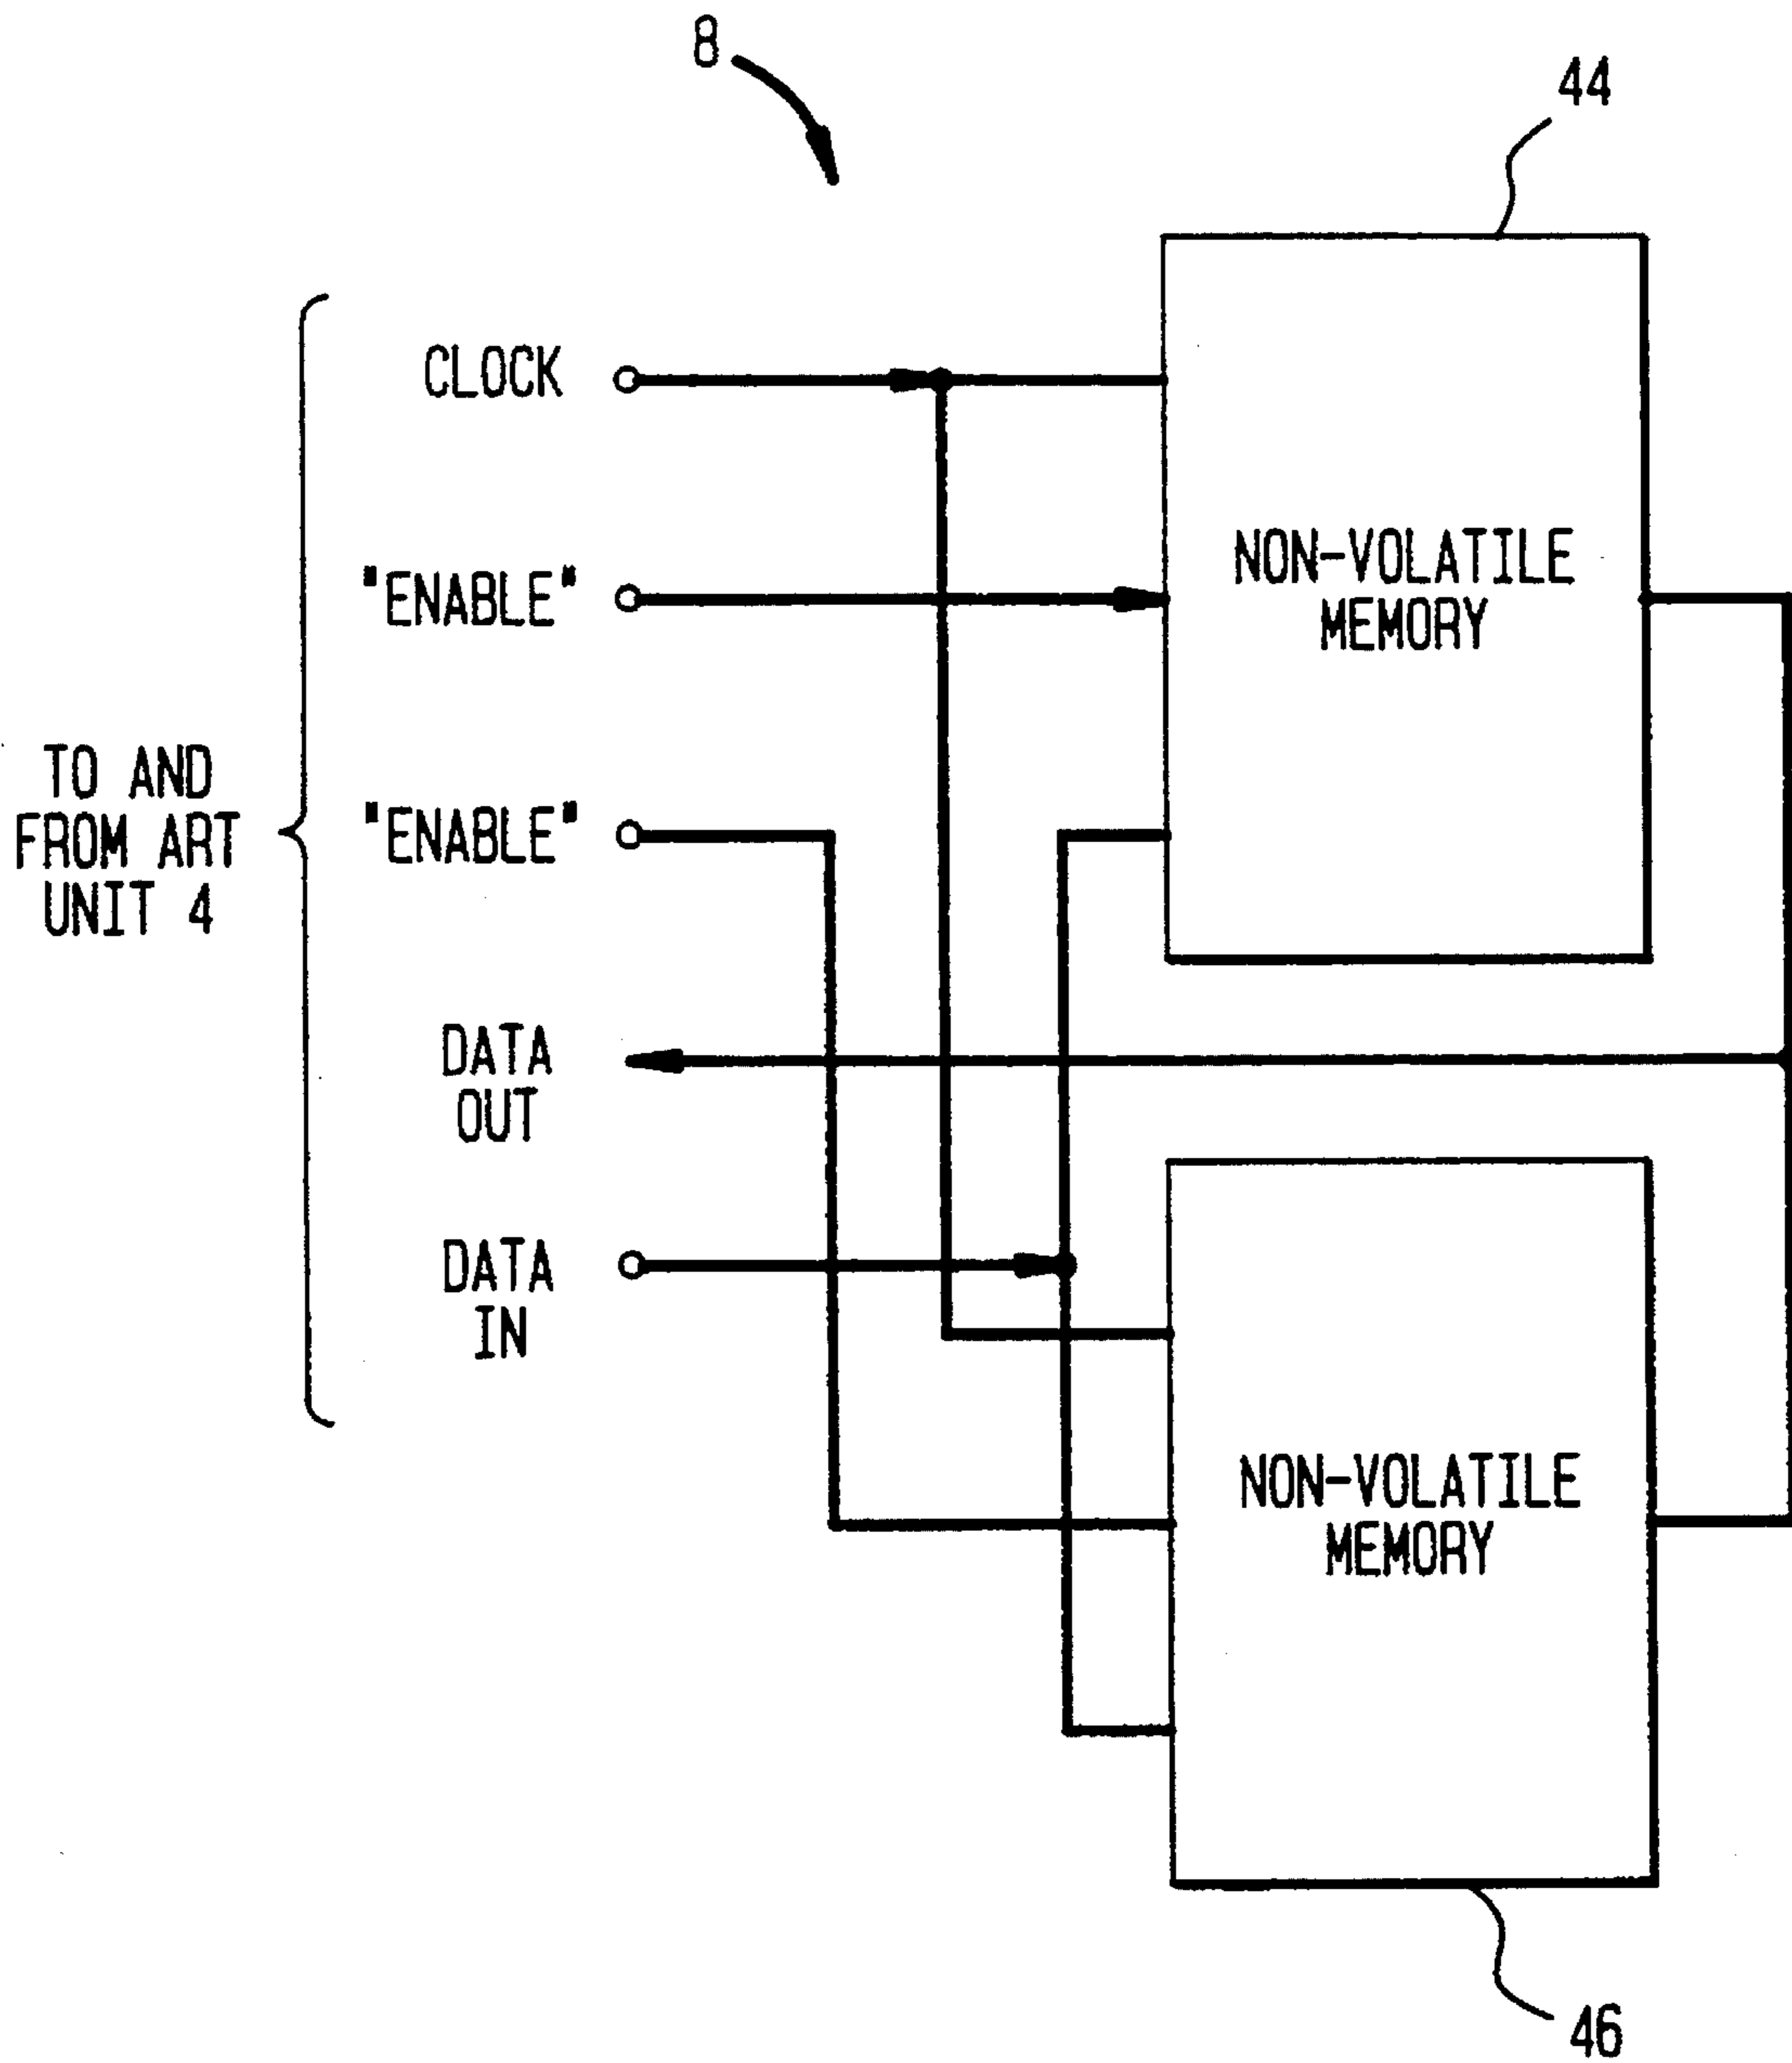 8
44
CLOCK
"ENABLE"
NON-VOLATILE
MEMORY
TO AND
FROM ART
UNIT 4
"ENABLE"
DATA
OUT
DATA
IN
NON-VOLATILE
MEMORY
46